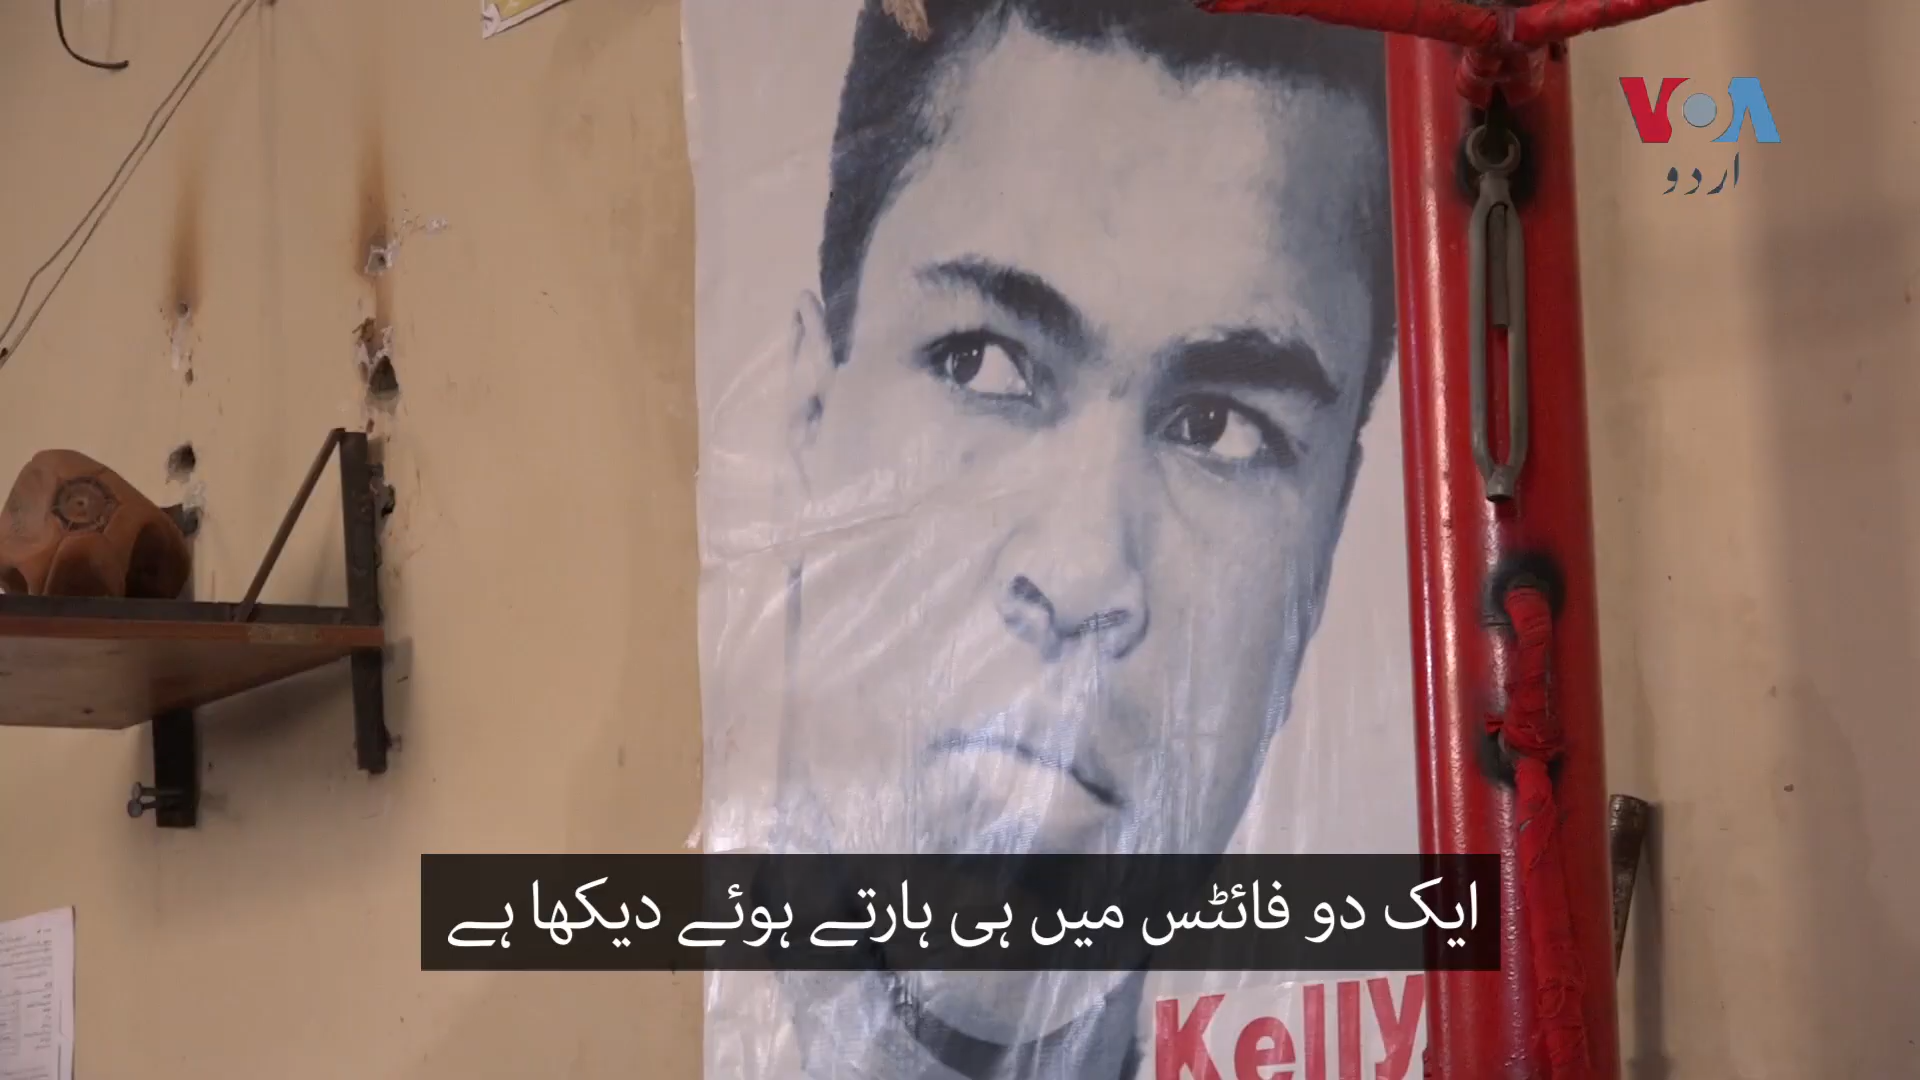 VOA
اردو
ایک دو فائٹس میں ہی ہارتے ہوئے دیکھا ہے
Kelly